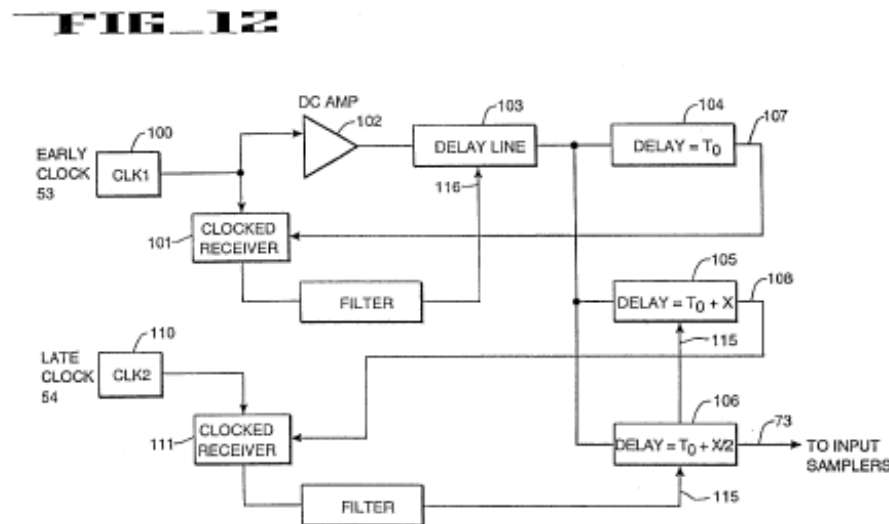 FIG_12
DC AMP
100
102
103
104
107
EARLY
CLOCK
53
CLK1
DELAY LINE
DELAY = T0
116
101
CLOCKED
RECEIVER
FILTER
105
108
DELAY = T0 + X
110
LATE
CLOCK
54
CLK2
115
106
111
CLOCKED
RECEIVER
DELAY = T0 + X/2
73
TO INPUT
SAMPLERS
115
FILTER